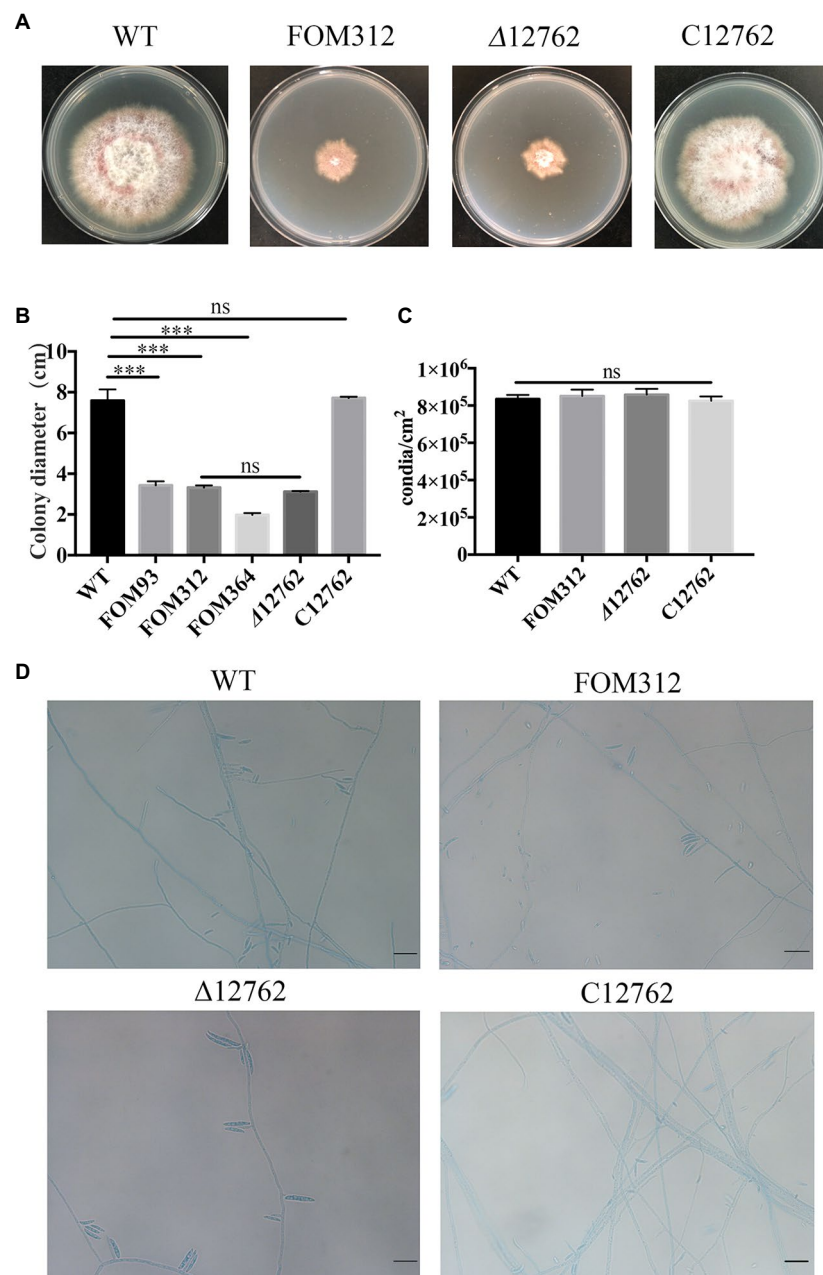 A
WT FOM312 Δ12762 C12762
B
ns
***
***
***
ns
Colony diameter (cm)
10
8
6
4
2
0
WT FOM93 FOM312 FOM364 Δ12762 C12762
C
ns
condia/cm²
1×10⁶
8×10⁵
6×10⁵
4×10⁵
2×10⁵
0
WT FOM312 Δ12762 C12762
D
WT FOM312
Δ12762 C12762